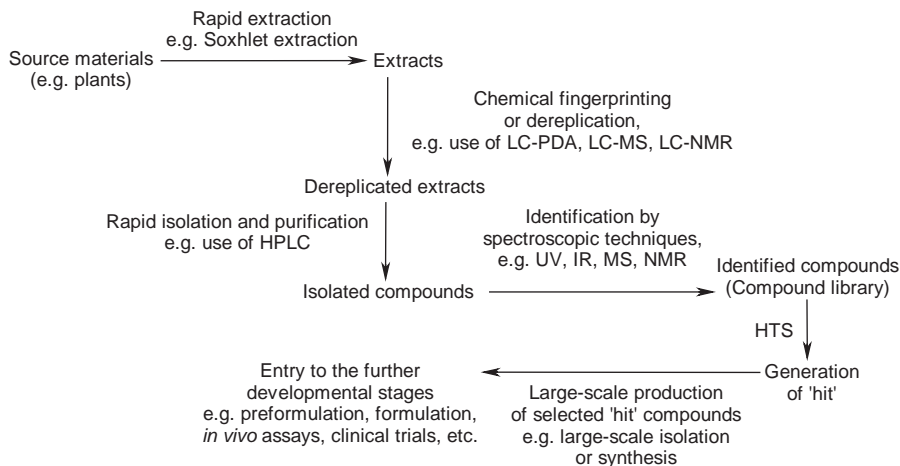 Rapid extraction
e.g. Soxhlet extraction
Source materials
(e.g. plants)
Extracts
Chemical fingerprinting
or dereplication,
e.g. use of LC-PDA, LC-MS, LC-NMR
Dereplicated extracts
Rapid isolation and purification
e.g. use of HPLC
Identification by
spectroscopic techniques,
e.g. UV, IR, MS, NMR
Isolated compounds
Identified compounds
(Compound library)
HTS
Generation
of 'hit'
Large-scale production
of selected 'hit' compounds
e.g. large-scale isolation
or synthesis
Entry to the further
developmental stages
e.g. preformulation, formulation,
in vivo assays, clinical trials, etc.